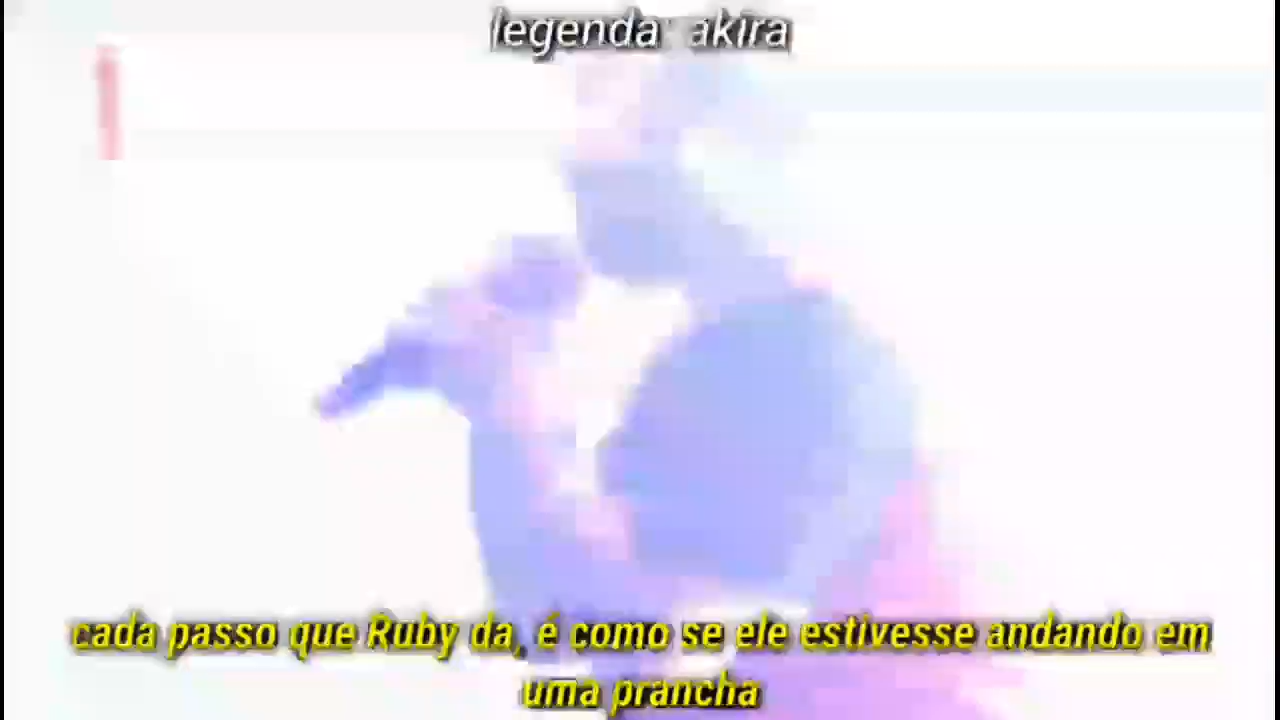 legenda: akira
cada passo que Ruby da, é como se ele estivesse andando em
uma prancha